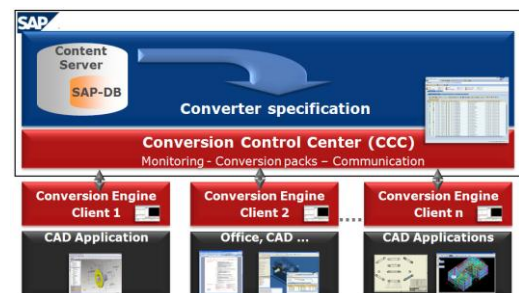 SAP
Content
Server
SAP-DB
Converter specification
Conversion Control Center (CCC)
Monitoring - Conversion packs – Communication
Conversion Engine
Client 1
Conversion Engine
Client 2
....
Conversion Engine
Client n
CAD Application
Office, CAD ...
CAD Applications